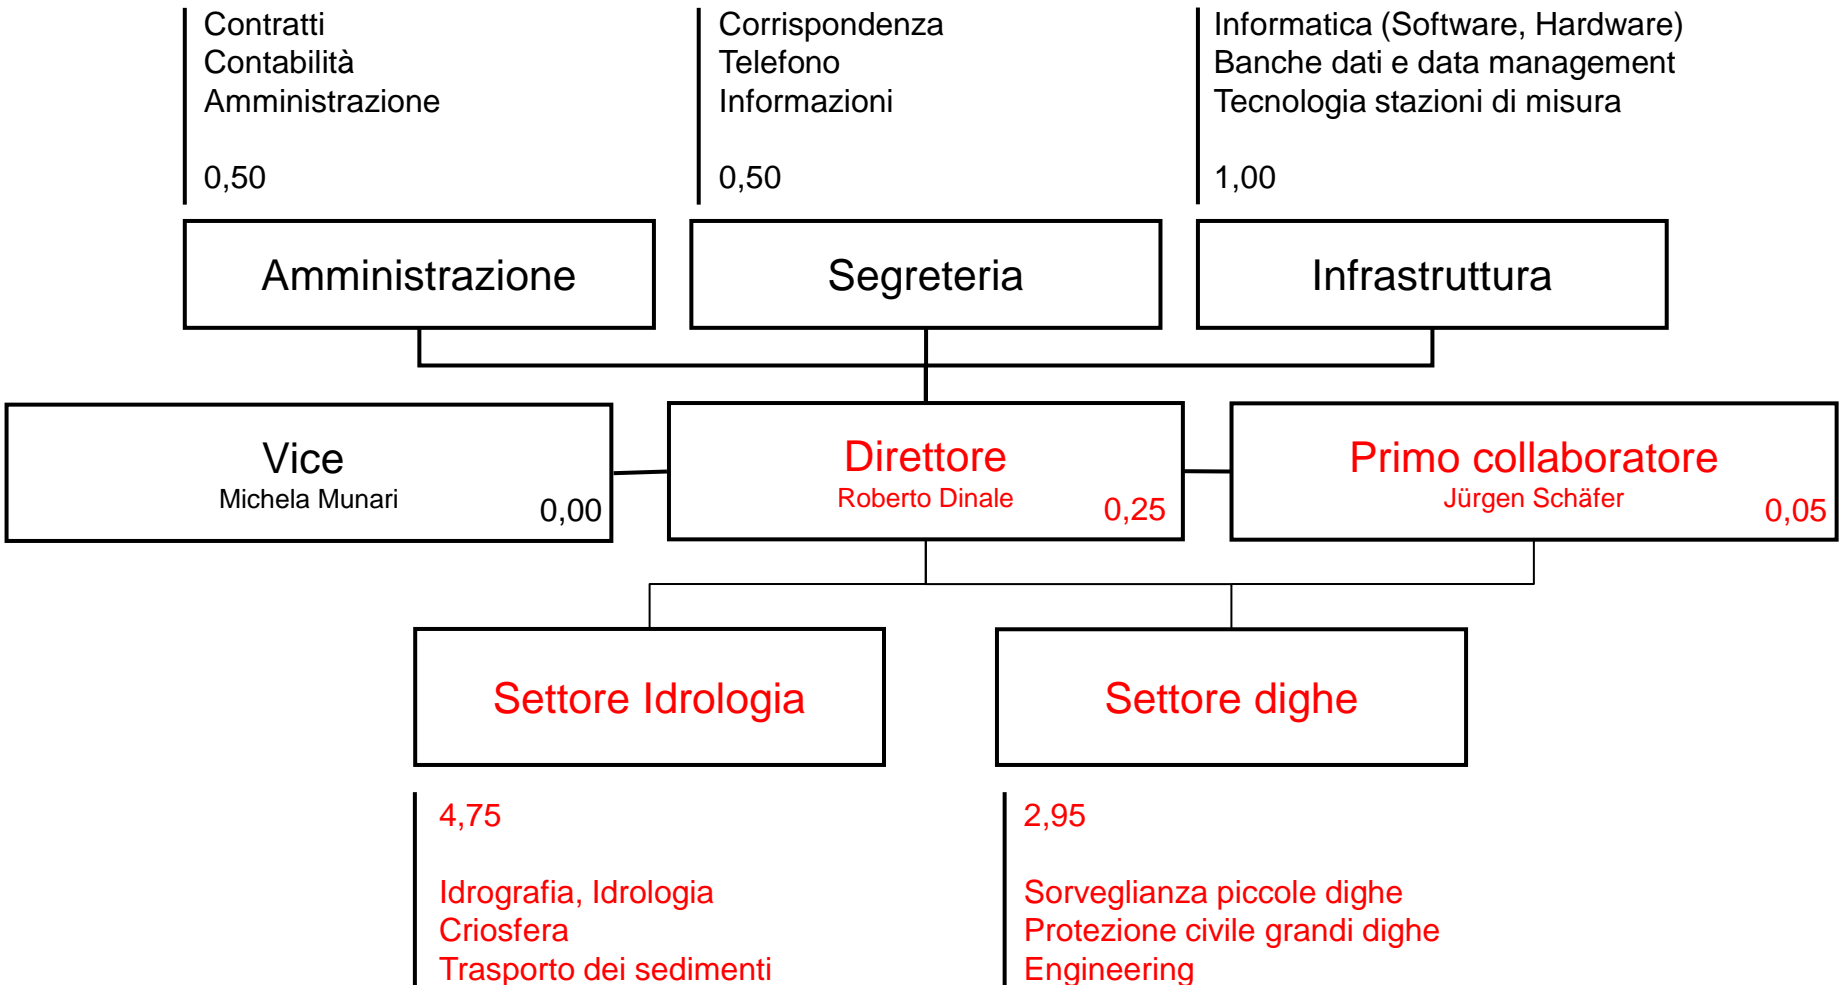 Contratti
Contabilità
Amministrazione
0,50
Corrispondenza
Telefono
Informazioni
0,50
Informatica (Software, Hardware)
Banche dati e data management
Tecnologia stazioni di misura
1,00
Amministrazione
Segreteria
Infrastruttura
Vice
Michela Munari
0,00
Direttore
Roberto Dinale
0,25
Primo collaboratore
Jürgen Schäfer
0,05
Settore Idrologia
Settore dighe
4,75
Idrografia, Idrologia
Criosfera
Trasporto dei sedimenti
2,95
Sorveglianza piccole dighe
Protezione civile grandi dighe
Engineering